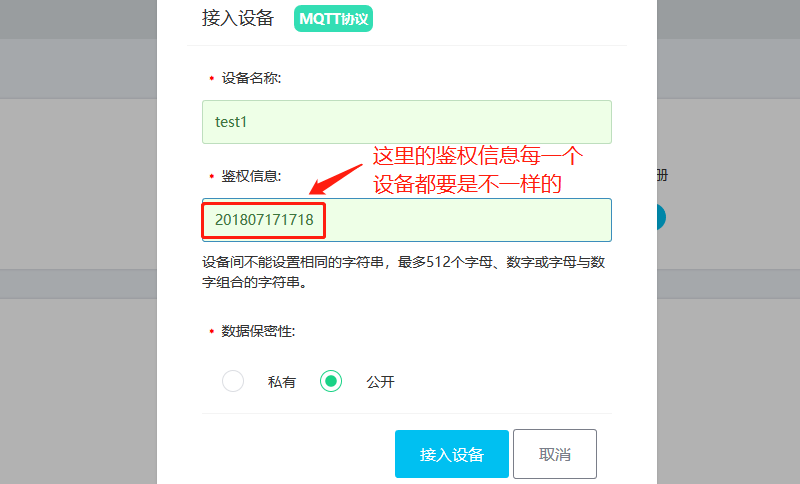 接入设备 MQTT协议
• 设备名称:
test1
这里的鉴权信息每一个
设备都要是不一样的
• 鉴权信息:
册
201807171718
设备间不能设置相同的字符串，最多512个字母、数字或字母与数
字组合的字符串。
• 数据保密性:
私有 公开
接入设备 取消